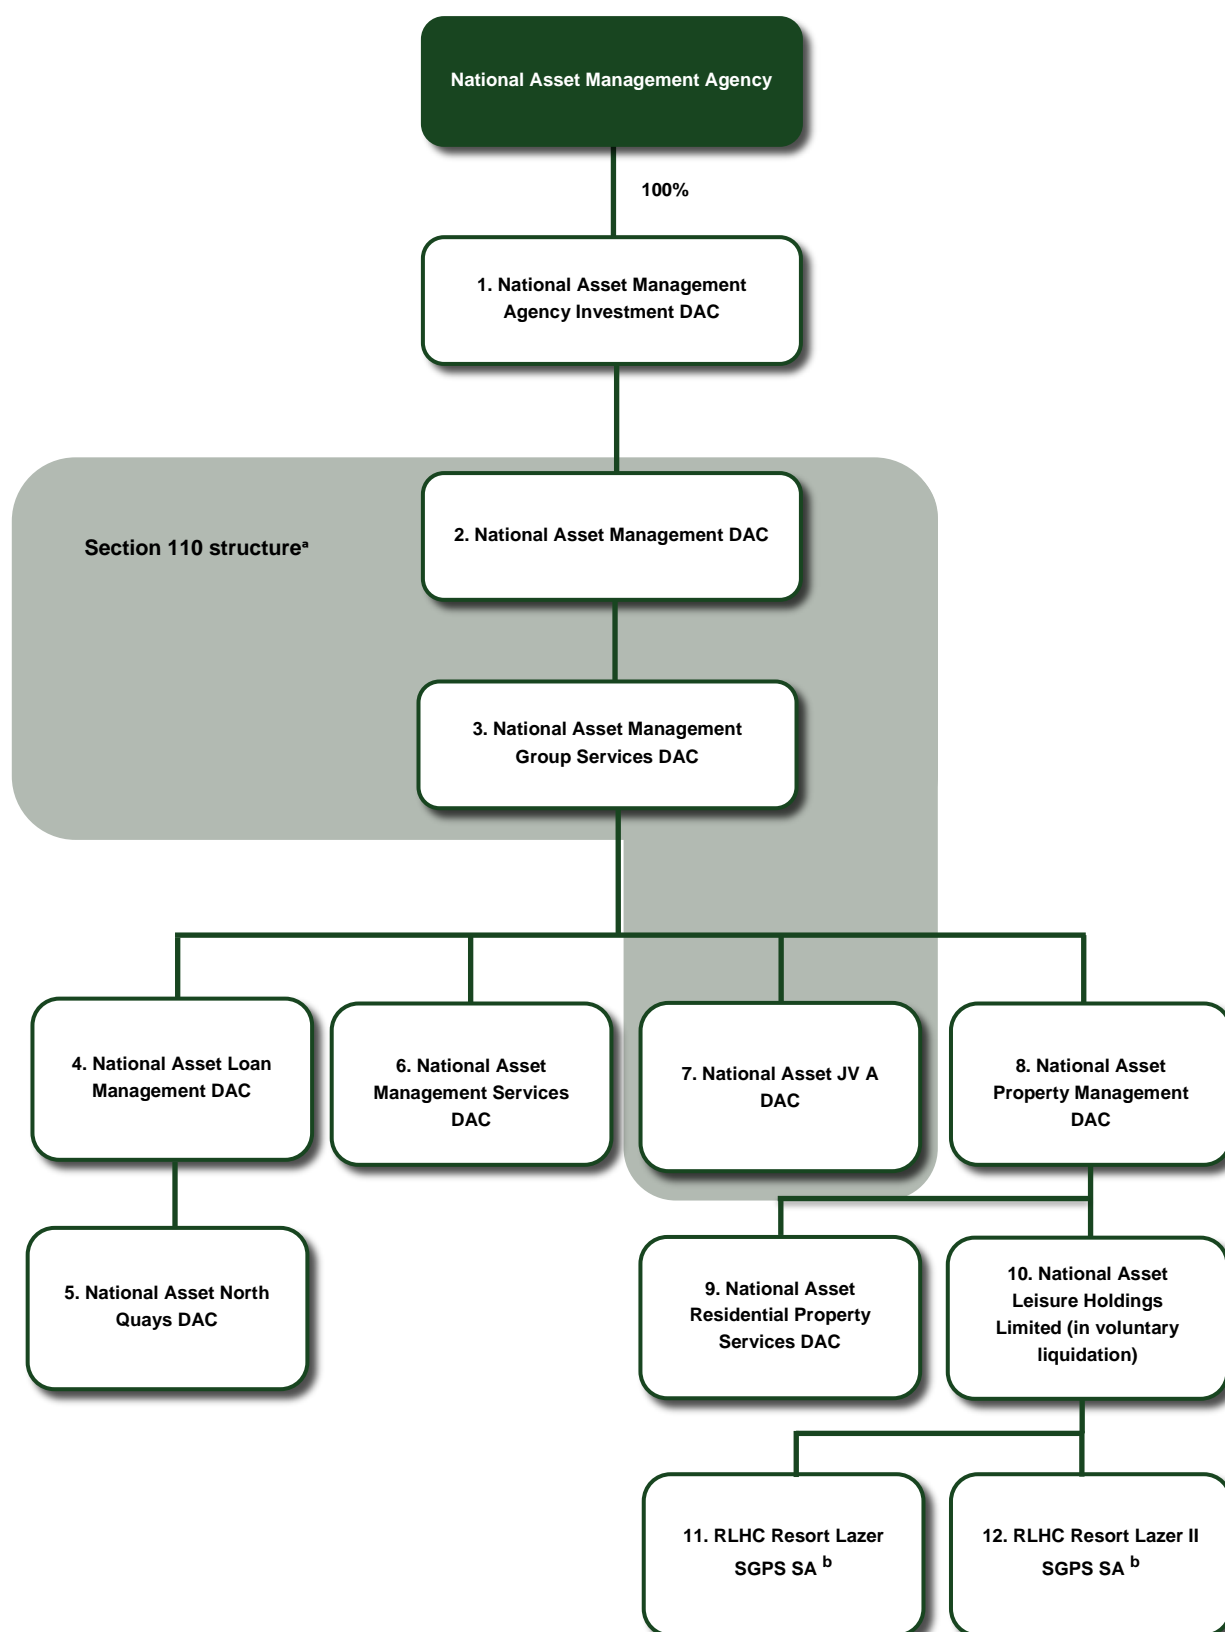 National Asset Management Agency
100%
1. National Asset Management
Agency Investment DAC
Section 110 structureª
2. National Asset Management DAC
3. National Asset Management
Group Services DAC
4. National Asset Loan
Management DAC
6. National Asset
Management Services
DAC
7. National Asset JV A
DAC
8. National Asset
Property Management
DAC
5. National Asset North
Quays DAC
9. National Asset
Residential Property
Services DAC
10. National Asset
Leisure Holdings
Limited (in voluntary
liquidation)
11. RLHC Resort Lazer
SGPS SA b
12. RLHC Resort Lazer II
SGPS SA b